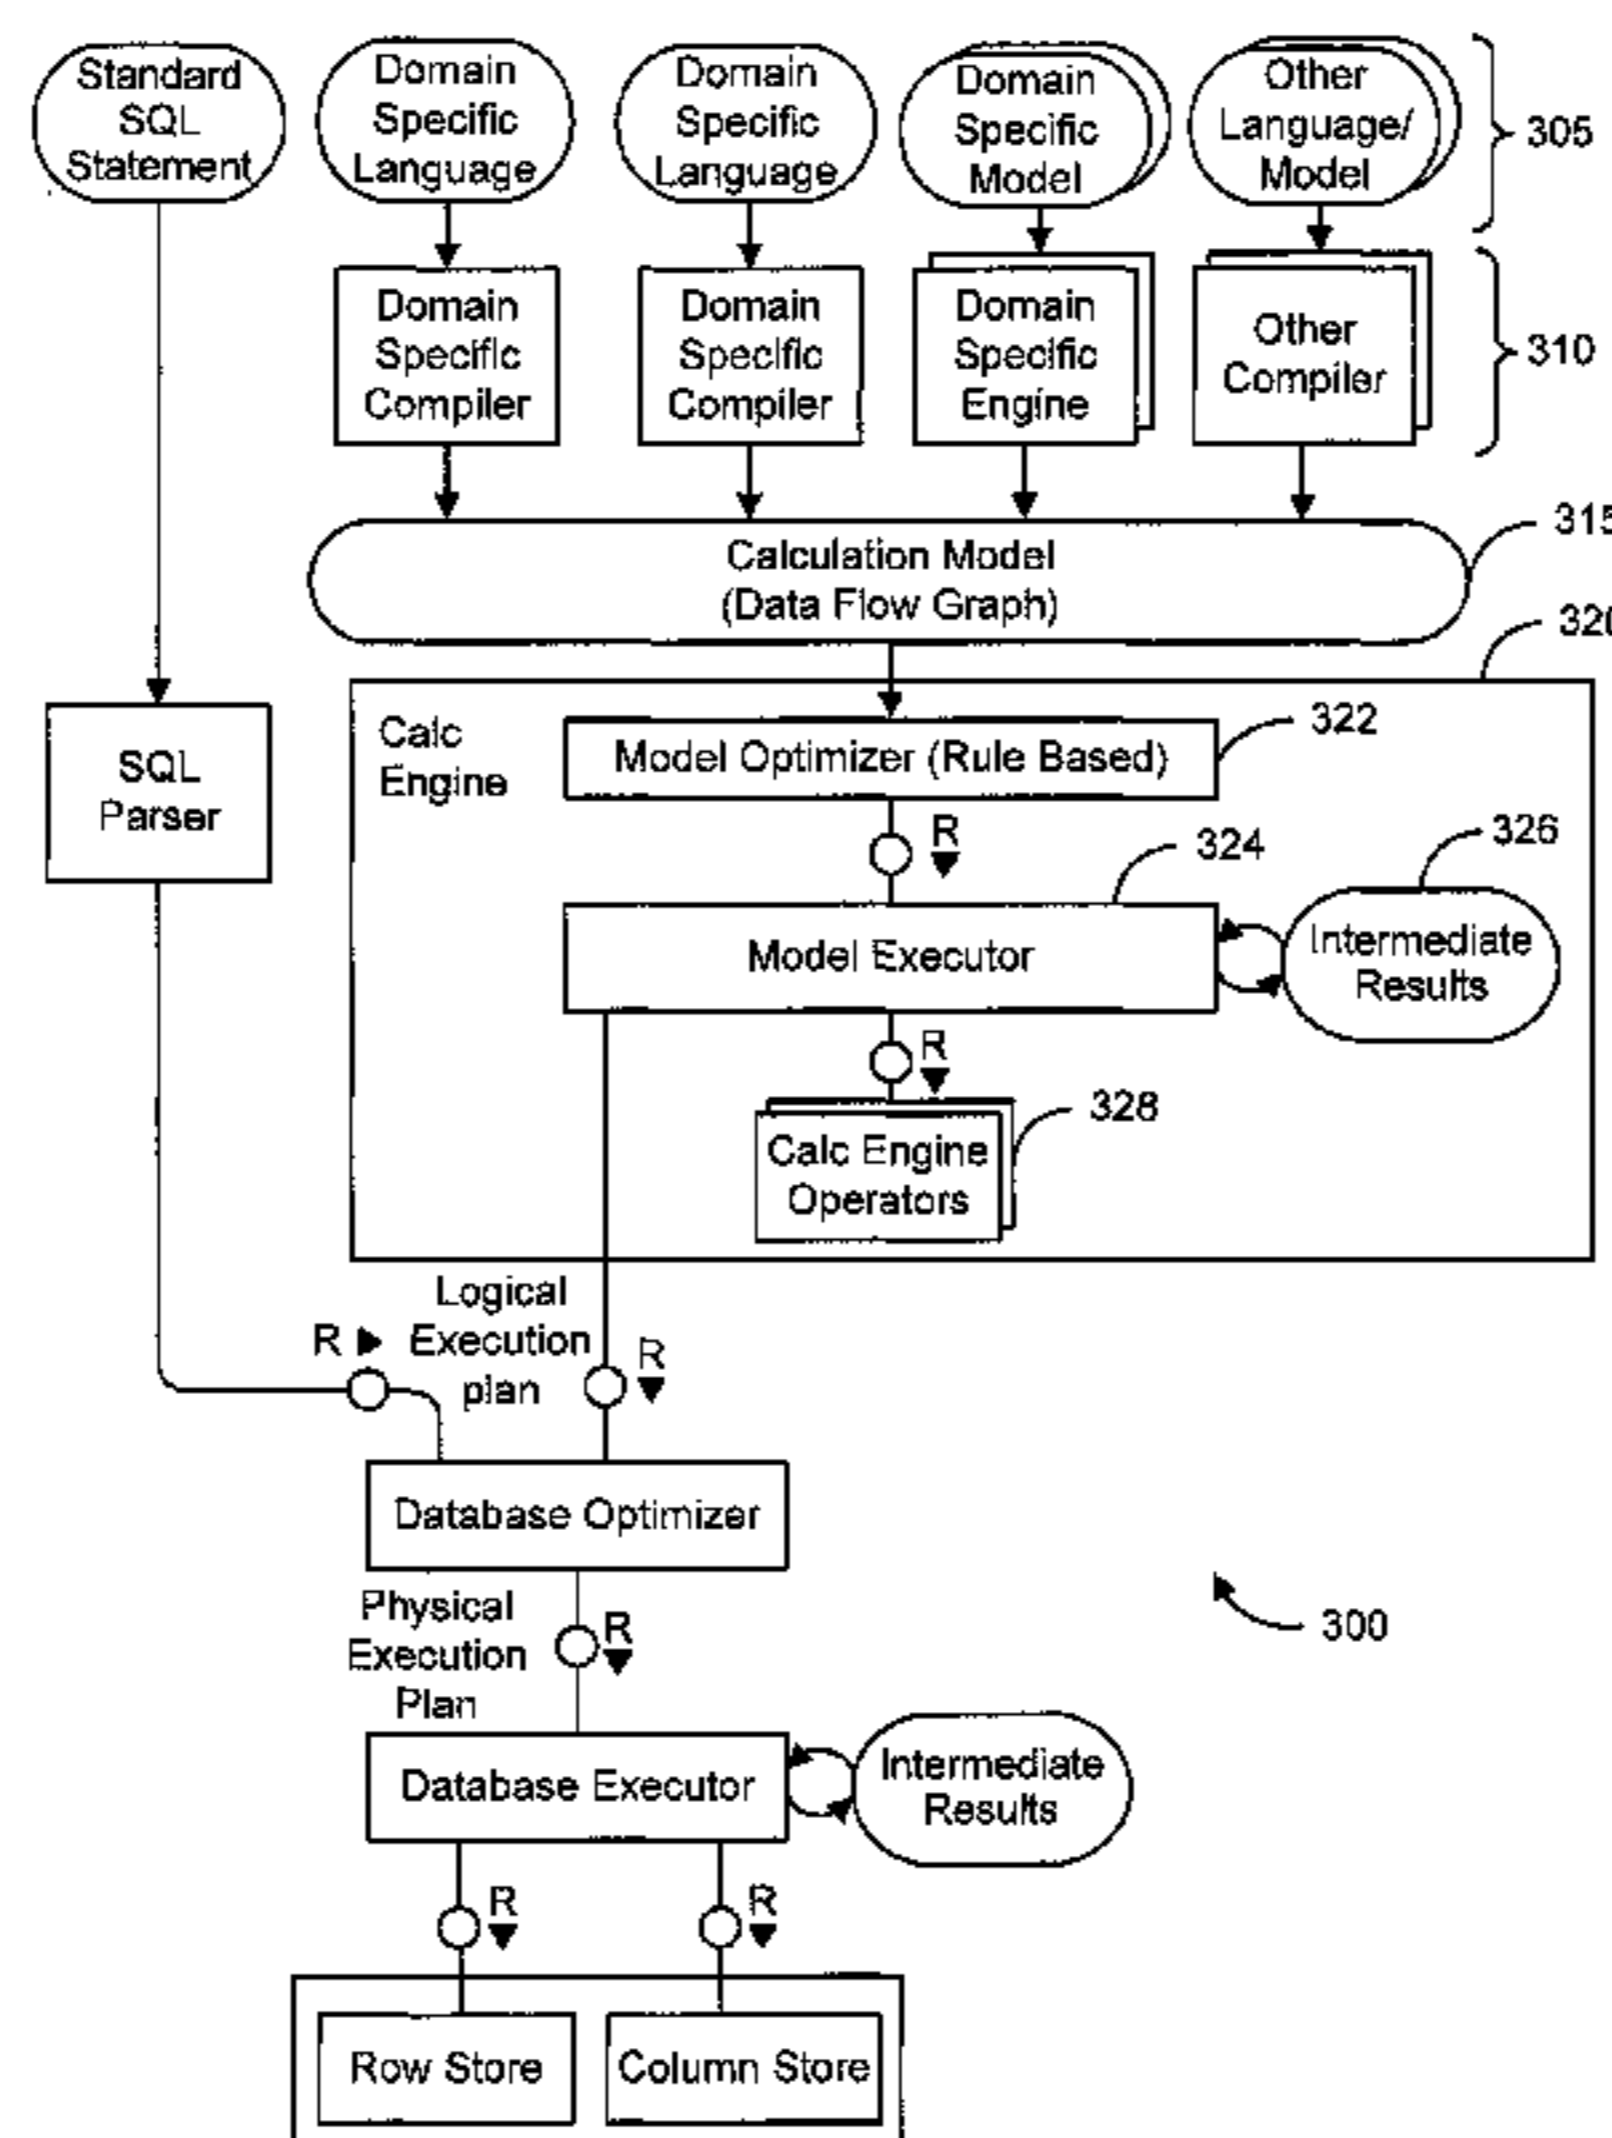 Standard
SQL
Statement
Domain
Specific
Language
Domain
Specific
Language
Domain
Specific
Model
Other
Language/
Model
305
Domain
Specific
Compiler
Domain
Specific
Compiler
Domain
Specific
Engine
Other
Compiler
310
Calculation Model
(Data Flow Graph)
315
320
SQL
Parser
Calc
Engine
Model Optimizer (Rule Based)
322
R
324
326
Model Executor
Intermediate
Results
R
328
Calc Engine
Operators
Logical
Execution
plan
R
R
Database Optimizer
Physical
Execution
Plan
R
300
Database Executor
Intermediate
Results
R
R
Row Store
Column Store